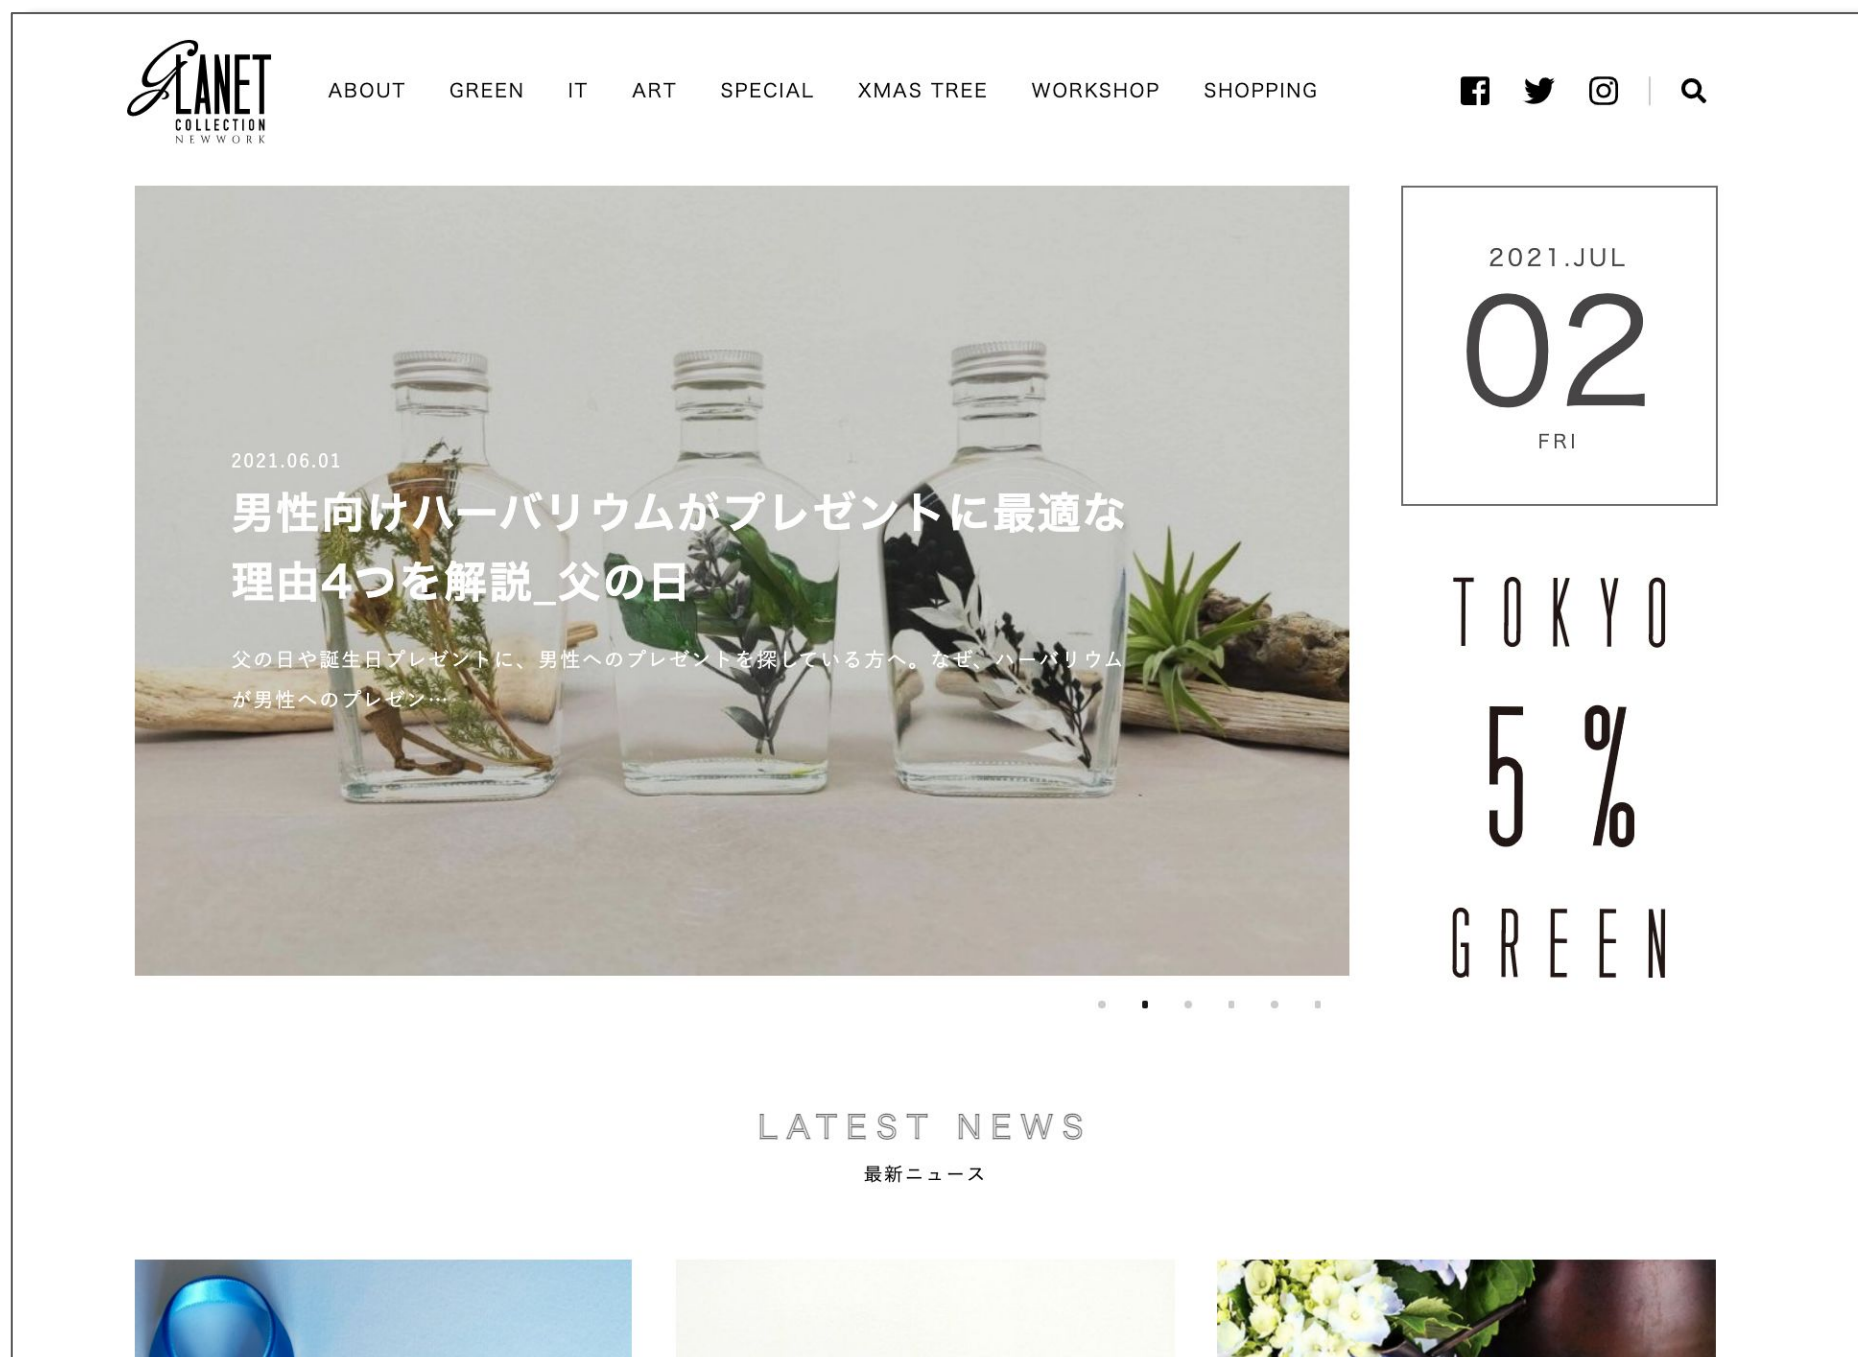 gLANET
COLLECTION
NEWWORK
ABOUT GREEN IT ART SPECIAL XMAS TREE WORKSHOP SHOPPING
2021.06.01
男性向けハーバリウムがプレゼントに最適な
理由4つを解説_父の日
父の日や誕生日プレゼントに、男性へのプレゼントを探している方へ。なぜ、ハーバリウム
が男性へのプレゼン…
2021.JUL
02
FRI
TOKYO
5%
GREEN
LATEST NEWS
最新ニュース